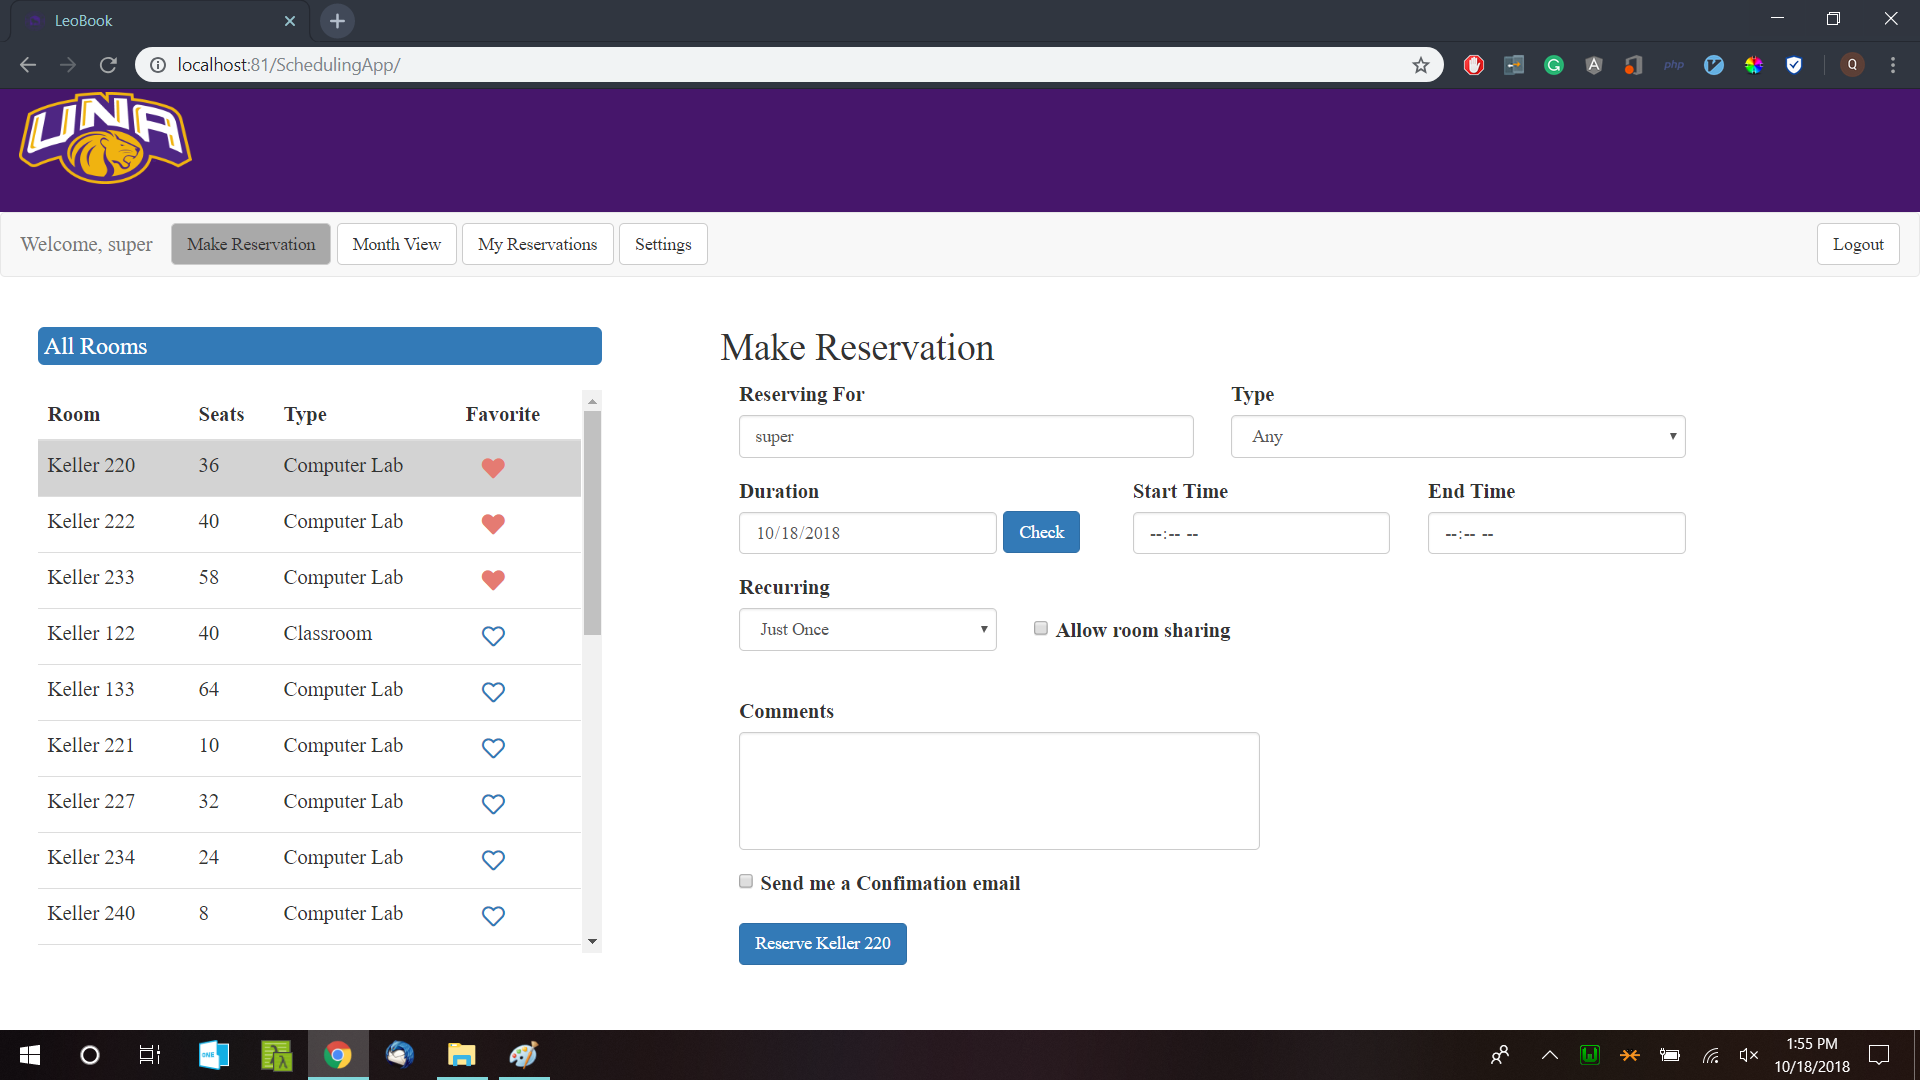 LeoBook
localhost:81/SchedulingApp/
php
Q
UNA
Welcome, super
Make Reservation
Month View
My Reservations
Settings
Logout
All Rooms
Room Seats Type Favorite
Keller 220 36 Computer Lab
Keller 222 40 Computer Lab
Keller 233 58 Computer Lab
Keller 122 40 Classroom
Keller 133 64 Computer Lab
Keller 221 10 Computer Lab
Keller 227 32 Computer Lab
Keller 234 24 Computer Lab
Keller 240 8 Computer Lab
Make Reservation
Reserving For
super
Type
Any
Duration
10/18/2018
Check
Start Time
--:-- --
End Time
--:-- --
Recurring
Just Once
Allow room sharing
Comments
Send me a Confimation email
Reserve Keller 220
ONE
1:55 PM
10/18/2018